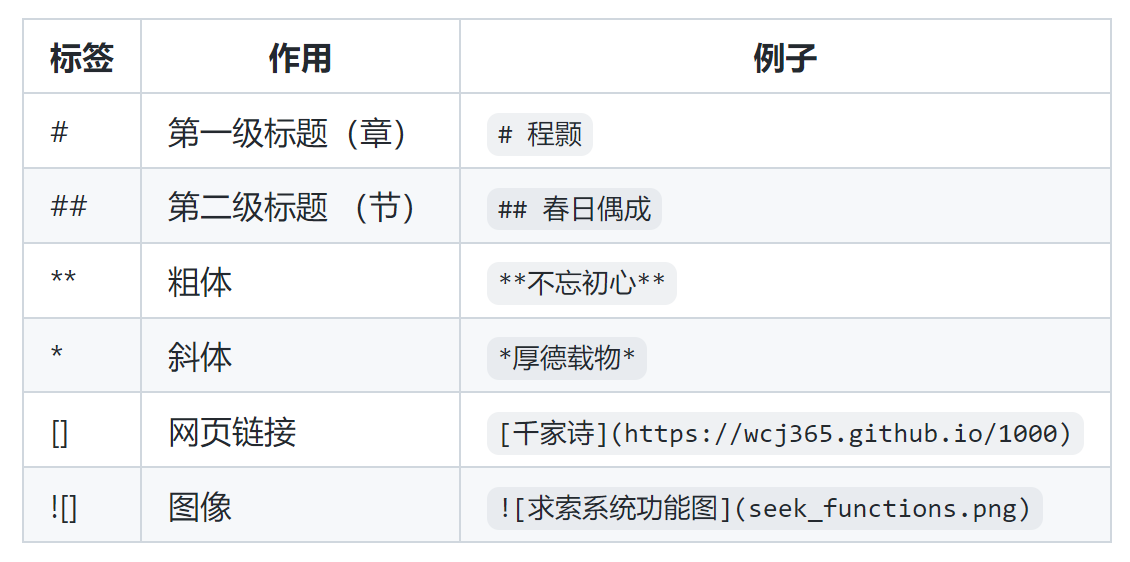 标签 作用 例子
# 第一级标题（章） # 程颢
## 第二级标题 （节） ## 春日偶成
** 粗体 **不忘初心**
* 斜体 *厚德载物*
[] 网页链接 [千家诗](https://wcj365.github.io/1000)
![] 图像 ![求索系统功能图](seek_functions.png)